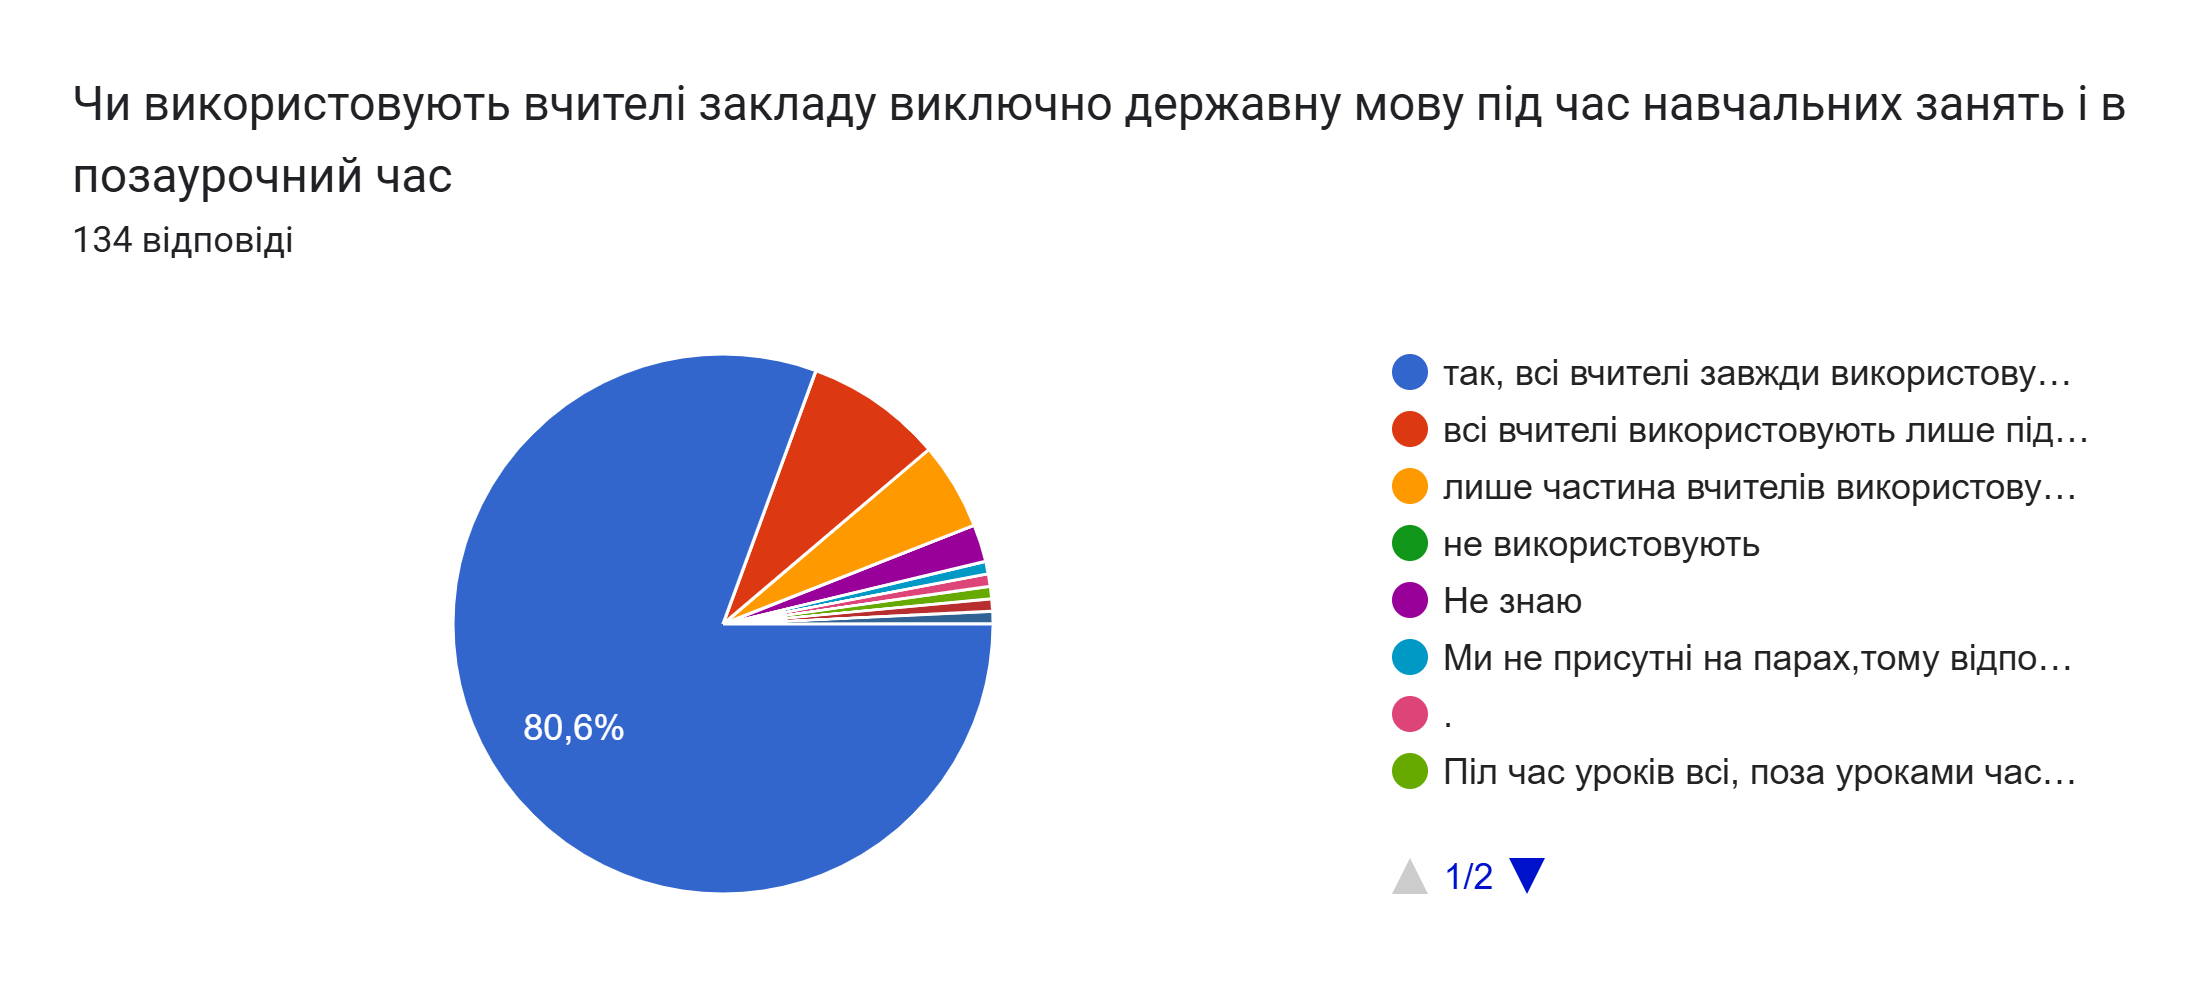 Чи використовують вчителі закладу виключно державну мову під час навчальних занять і в
позаурочний час
134 відповіді
так, всі вчителі завжди використову…
всі вчителі використовують лише під…
лише частина вчителів використову…
не використовують
Не знаю
Ми не присутні на парах,тому відпо…
.
Піл час уроків всі, поза уроками час…
80,6%
1/2